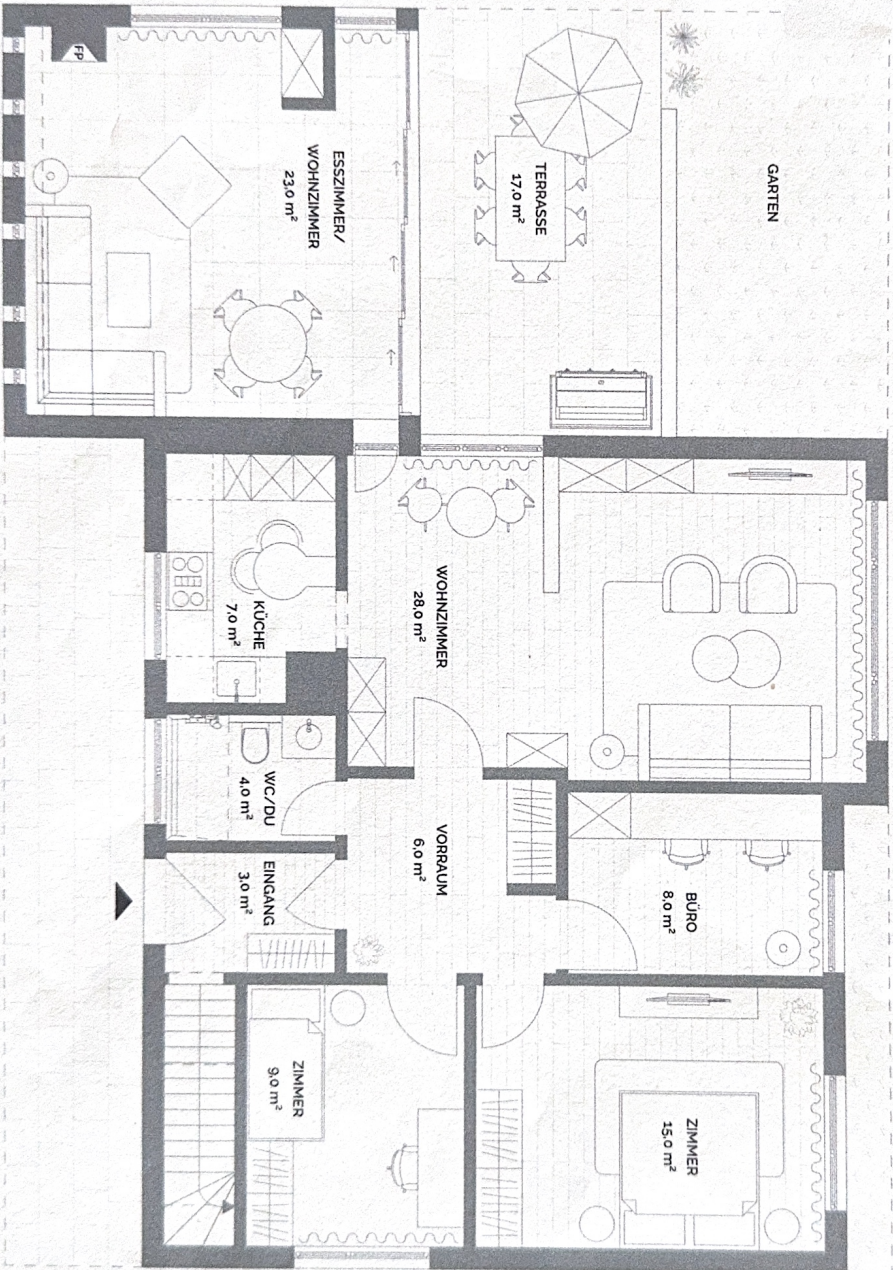 GARTEN
TERRASSE
17,0 m²
FP
ESSZIMMER/
WOHNZIMMER
23,0 m²
WOHNZIMMER
28,0 m²
KÜCHE
7,0 m²
WC/DU
4,0 m²
VORRAUM
6,0 m²
EINGANG
3,0 m²
BÜRO
8,0 m²
ZIMMER
15,0 m²
ZIMMER
9,0 m²